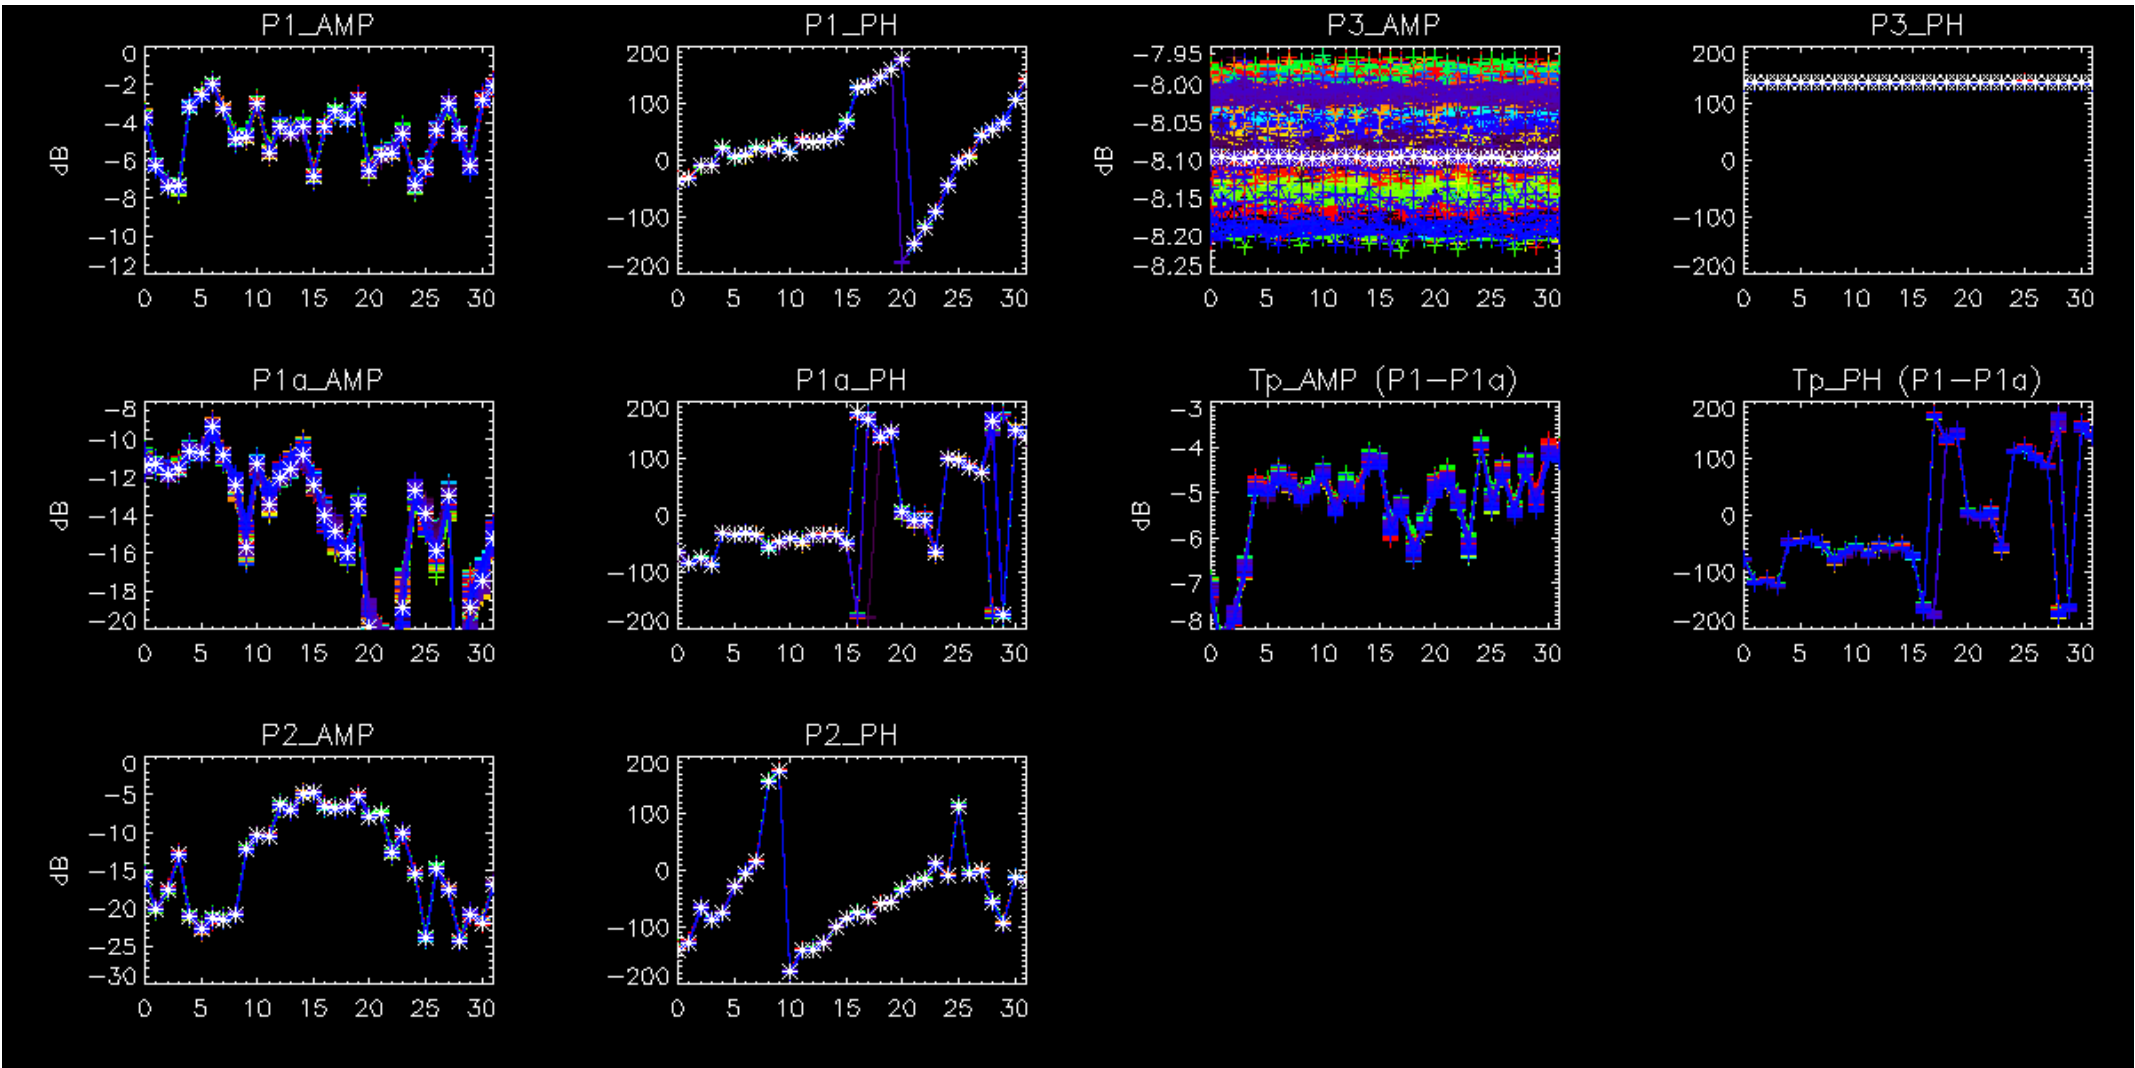 P1_AMP
0
-2
-4
-6
-8
-10
-12
dB
0 5 10 15 20 25 30
P1_PH
200
100
0
-100
-200
0 5 10 15 20 25 30
P3_AMP
-7.95
-8.00
-8.05
-8.10
-8.15
-8.20
-8.25
dB
0 5 10 15 20 25 30
P3_PH
200
100
0
-100
-200
0 5 10 15 20 25 30
P1a_AMP
-8
-10
-12
-14
-16
-18
-20
dB
0 5 10 15 20 25 30
P1a_PH
200
100
0
-100
-200
0 5 10 15 20 25 30
Tp_AMP (P1-P1a)
-3
-4
-5
-6
-7
-8
dB
0 5 10 15 20 25 30
Tp_PH (P1-P1a)
200
100
0
-100
-200
0 5 10 15 20 25 30
P2_AMP
0
-5
-10
-15
-20
-25
-30
dB
0 5 10 15 20 25 30
P2_PH
200
100
0
-100
-200
0 5 10 15 20 25 30